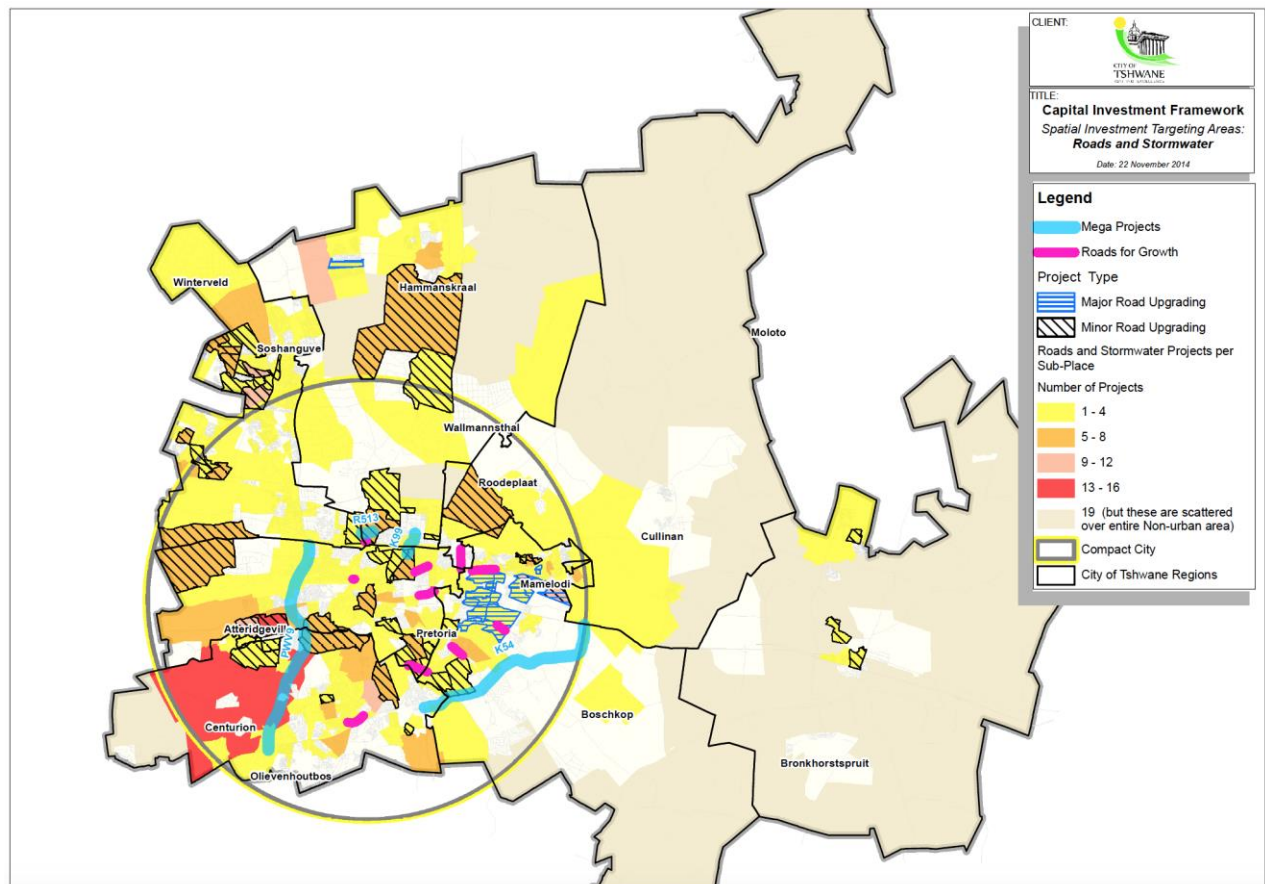 CLIENT:
CITY OF
TSHWANE
TITLE:
Capital Investment Framework
Spatial Investment Targeting Areas:
Roads and Stormwater
Date: 22 November 2014
Legend
Mega Projects
Roads for Growth
Project Type
Major Road Upgrading
Minor Road Upgrading
Roads and Stormwater Projects per
Sub-Place
Number of Projects
1 - 4
5 - 8
9 - 12
13 - 16
19 (but these are scattered
over entire Non-urban area)
Compact City
City of Tshwane Regions
Winterveld
Hammanskraal
Soshanguve
Moloto
Wallmannsthal
Roodeplaat
R513
K99
Cullinan
Mamelodi
Atteridgevil
PWV9
Pretoria
K54
Centurion
Boschkop
Olievenhoutbos
Bronkhorstspruit